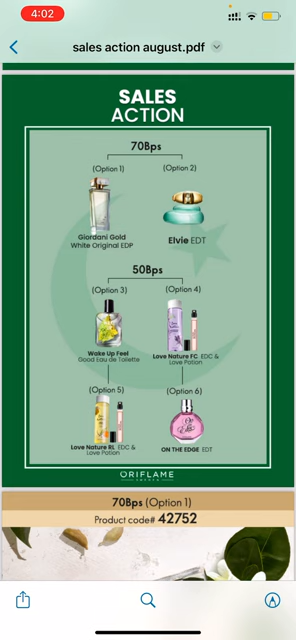 4:02
sales action august.pdf
SALES
ACTION
70Bps
(Option 1) (Option 2)
Giordani Gold
White Original EDP
Elvie EDT
50Bps
(Option 3) (Option 4)
Wake Up Feel
Good Eau de Toilette
Love Nature FC EDC &
Love Potion
(Option 5) (Option 6)
Love Nature RL EDC &
Love Potion
ON THE EDGE EDT
ORIFLAME
SWEDEN
70Bps (Option 1)
Product code# 42752